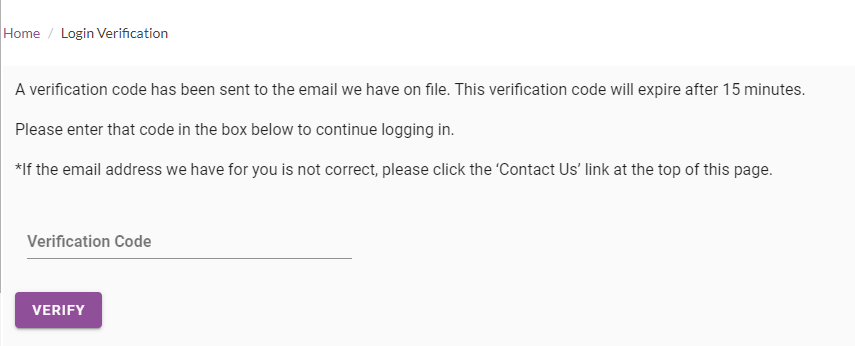 Home / Login Verification
A verification code has been sent to the email we have on file. This verification code will expire after 15 minutes.
Please enter that code in the box below to continue logging in.
*If the email address we have for you is not correct, please click the ‘Contact Us’ link at the top of this page.
Verification Code
VERIFY